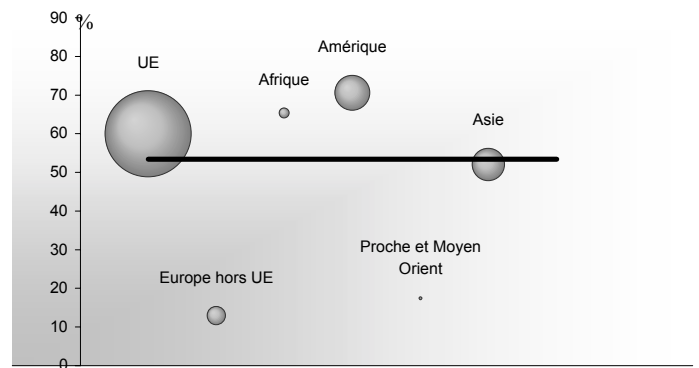 90 %
80
70
60
50
40
30
20
10
0
UE
Afrique
Amérique
Asie
Europe hors UE
Proche et Moyen
Orient